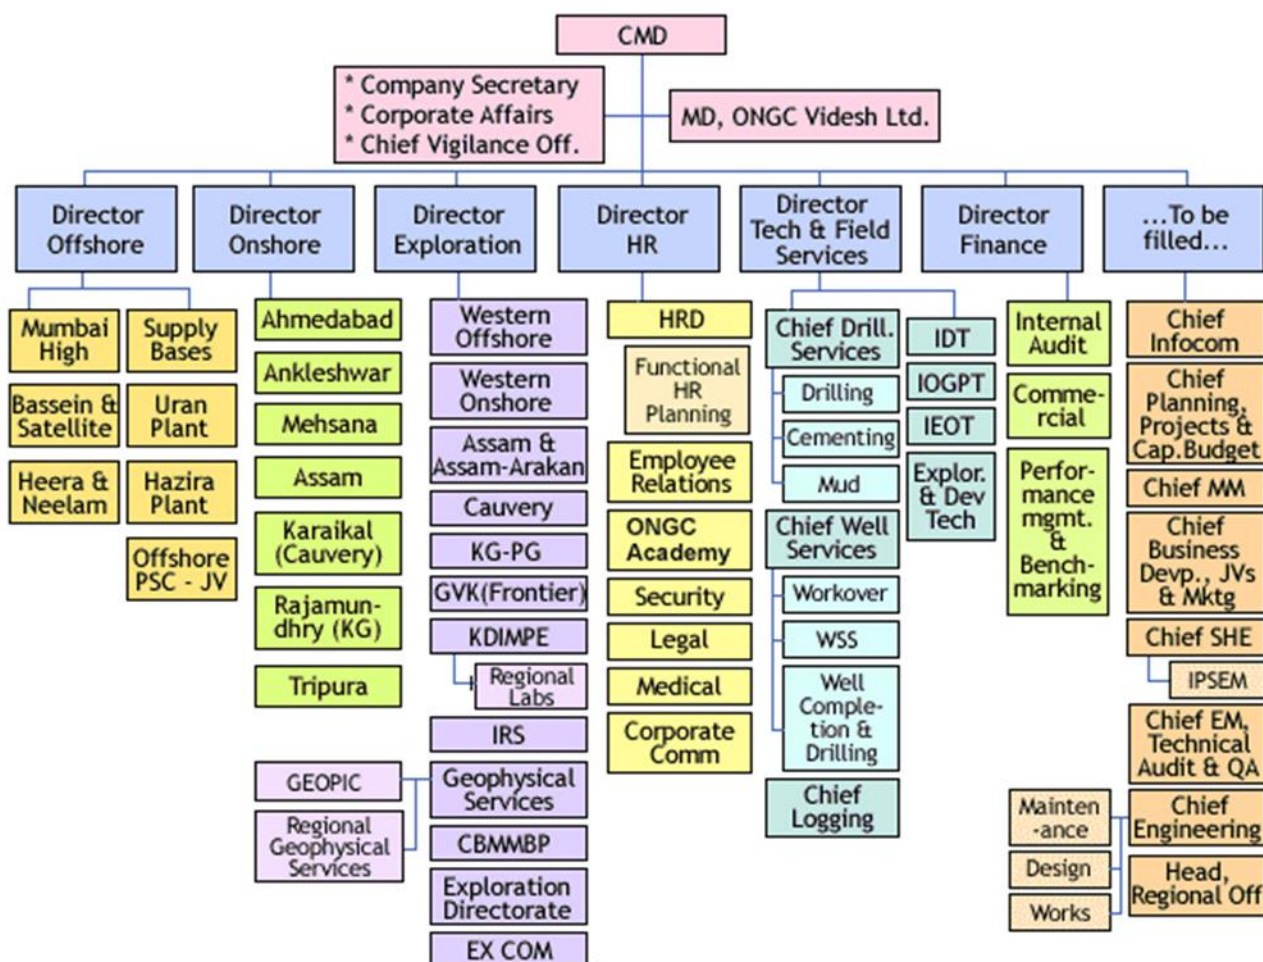 CMD
* Company Secretary
* Corporate Affairs
* Chief Vigilance Off.
MD, ONGC Videsh Ltd.
Director
Offshore
Director
Onshore
Director
Exploration
Director
HR
Director
Tech & Field
Services
Director
Finance
...To be
filled...
Mumbai
High
Bassein &
Satellite
Heera &
Neelam
Supply
Bases
Uran
Plant
Hazira
Plant
Offshore
PSC - JV
Ahmedabad
Ankleshwar
Mehsana
Assam
Karaikal
(Cauvery)
Rajamun-
dhry (KG)
Tripura
Western
Offshore
Western
Onshore
Assam &
Assam-Arakan
Cauvery
KG-PG
GVK(Frontier)
KDIMPE
Regional
Labs
IRS
Geophysical
Services
GEOPIC
Regional
Geophysical
Services
CBMMBP
Exploration
Directorate
EX COM
HRD
Functional
HR
Planning
Employee
Relations
ONGC
Academy
Security
Legal
Medical
Corporate
Comm
Chief Drill.
Services
Drilling
Cementing
Mud
Chief Well
Services
Workover
WSS
Well
Comple-
tion &
Drilling
Chief
Logging
IDT
IOGPT
IEOT
Explor.
& Dev
Tech
Internal
Audit
Comme-
rcial
Perfor-
mance
mgmt.
&
Bench-
marking
Chief
Infocom
Chief
Planning,
Projects &
Cap.Budget
Chief MM
Chief
Business
Devp., JVs
& Mktg
Chief SHE
IPSEM
Chief EM,
Technical
Audit & QA
Chief
Engineering
Mainten
-ance
Design
Works
Head,
Regional Off